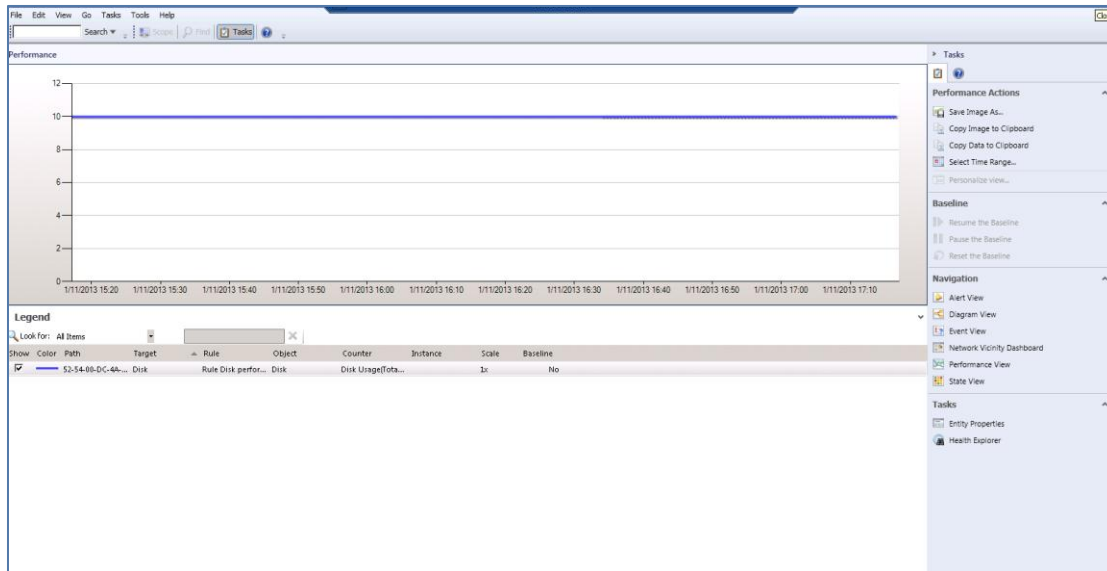 File Edit View Go Tasks Tools Help
Search Scope Find Tasks
Performance
Tasks
12
10
8
6
4
2
0
1/11/2013 15:20 1/11/2013 15:30 1/11/2013 15:40 1/11/2013 15:50 1/11/2013 16:00 1/11/2013 16:10 1/11/2013 16:20 1/11/2013 16:30 1/11/2013 16:40 1/11/2013 16:50 1/11/2013 17:00 1/11/2013 17:10
Legend
Look for: All Items
Show Color Path Target Rule Object Counter Instance Scale Baseline
52-54-00-DC-4A-... Disk Rule Disk perfor... Disk Disk Usage(Tota... 1x No
Performance Actions
Save Image As...
Copy Image to Clipboard
Copy Data to Clipboard
Select Time Range...
Personalize view...
Baseline
Resume the Baseline
Pause the Baseline
Reset the Baseline
Navigation
Alert View
Diagram View
Event View
Network Vicinity Dashboard
Performance View
State View
Tasks
Entity Properties
Health Explorer